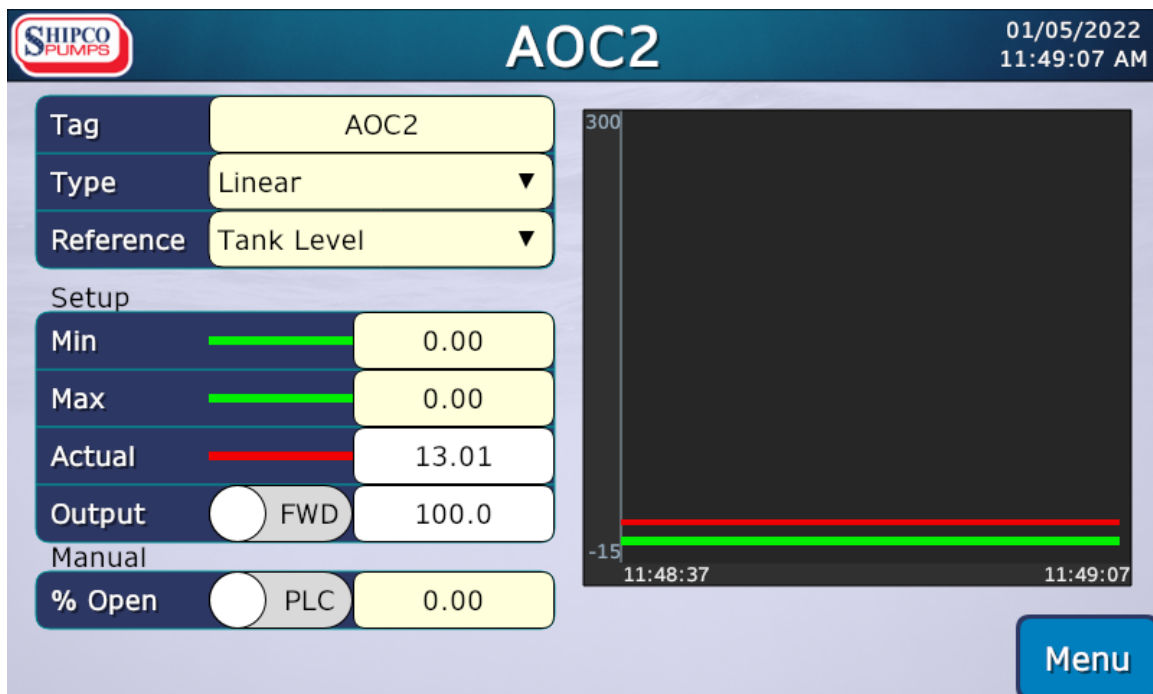 SHIPCO
PUMPS
AOC2
01/05/2022
11:49:07 AM
Tag AOC2
Type Linear ▼
Reference Tank Level ▼
Setup
Min 0.00
Max 0.00
Actual 13.01
Output FWD 100.0
Manual
% Open PLC 0.00
300
-15
11:48:37 11:49:07
Menu